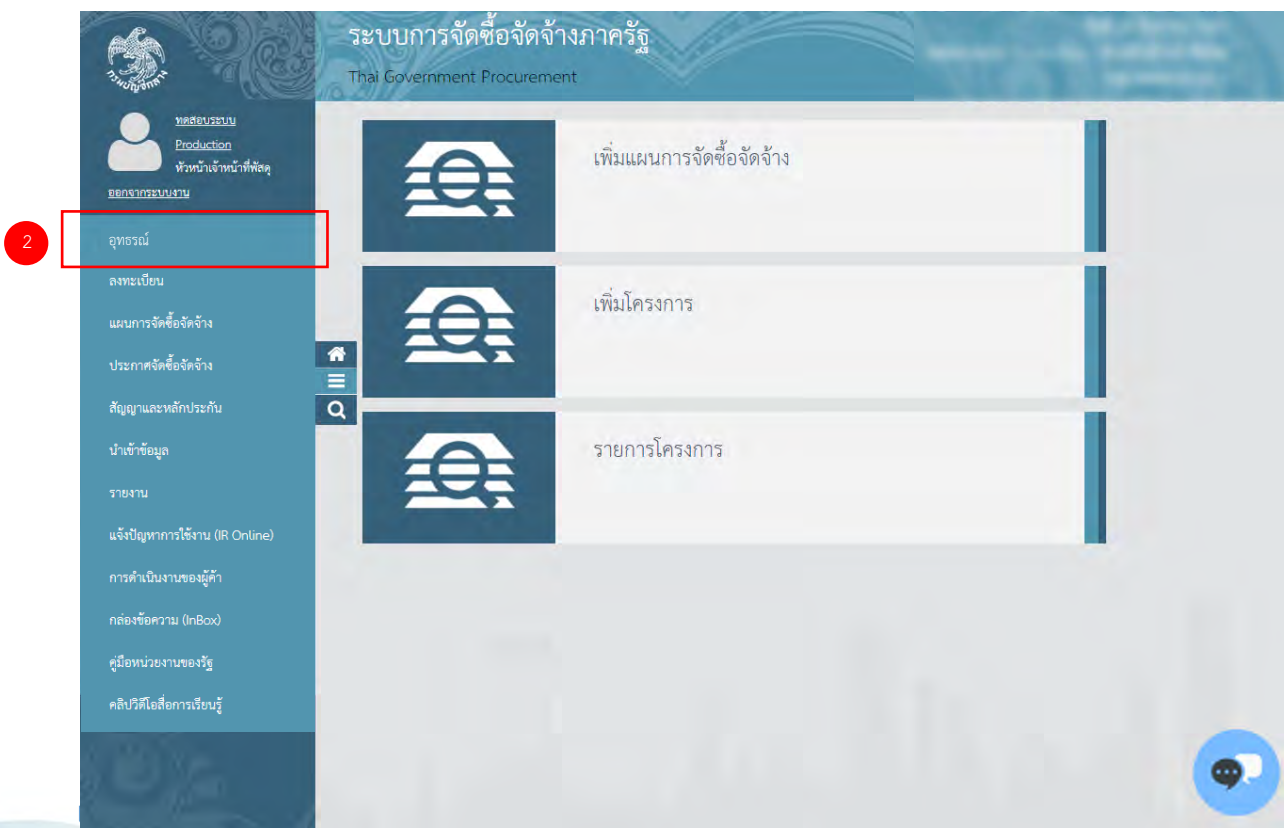 ระบบการจัดซื้อจัดจ้างภาครัฐ
Thai Government Procurement
กรมบัญชีกลาง
ทดสอบระบบ
Production
หัวหน้าเจ้าหน้าที่พัสดุ
ออกจากระบบงาน
2
อุทธรณ์
ลงทะเบียน
แผนการจัดซื้อจัดจ้าง
ประกาศจัดซื้อจัดจ้าง
สัญญาและหลักประกัน
นำเข้าข้อมูล
รายงาน
แจ้งปัญหาการใช้งาน (IR Online)
การดำเนินงานของผู้ค้า
กล่องข้อความ (InBox)
คู่มือหน่วยงานของรัฐ
คลิปวิดีโอสื่อการเรียนรู้
เพิ่มแผนการจัดซื้อจัดจ้าง
เพิ่มโครงการ
รายการโครงการ